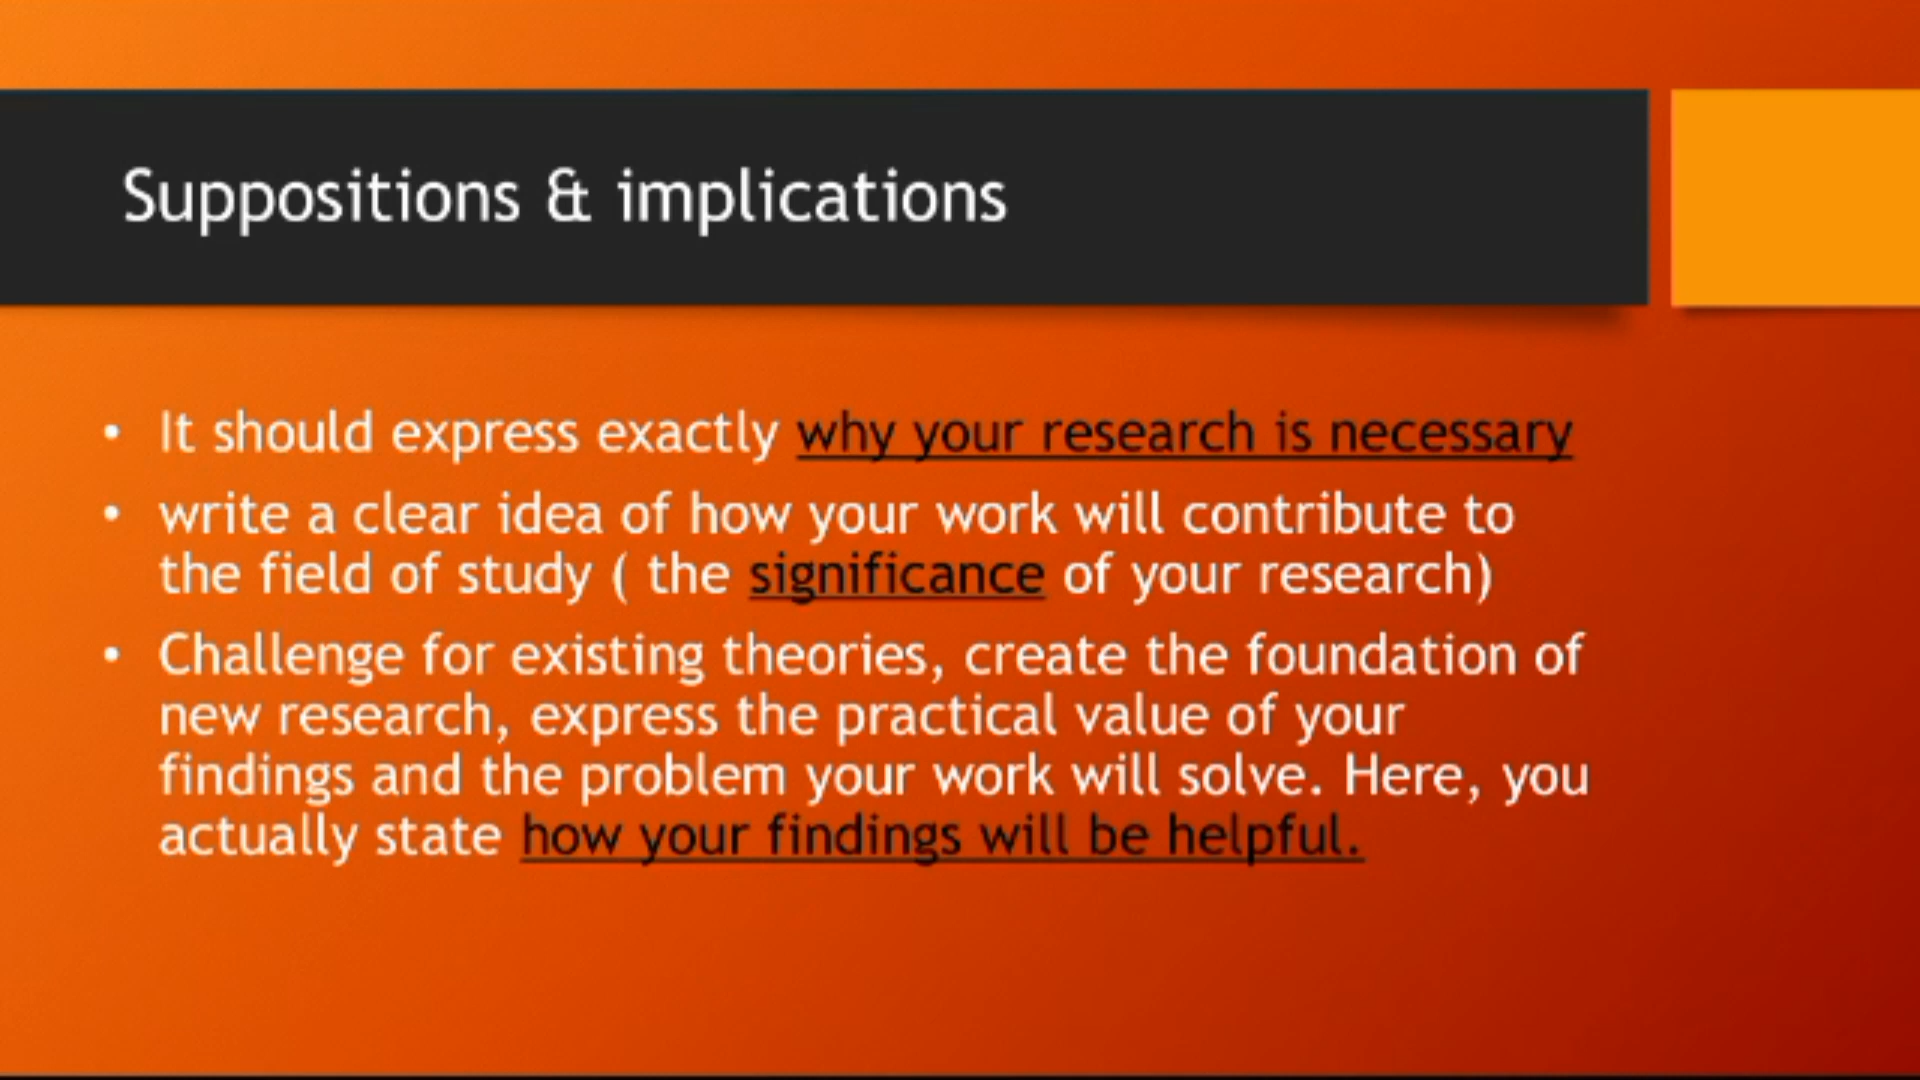 Suppositions & implications
• It should express exactly why your research is necessary
• write a clear idea of how your work will contribute to
the field of study ( the significance of your research)
• Challenge for existing theories, create the foundation of
new research, express the practical value of your
findings and the problem your work will solve. Here, you
actually state how your findings will be helpful.